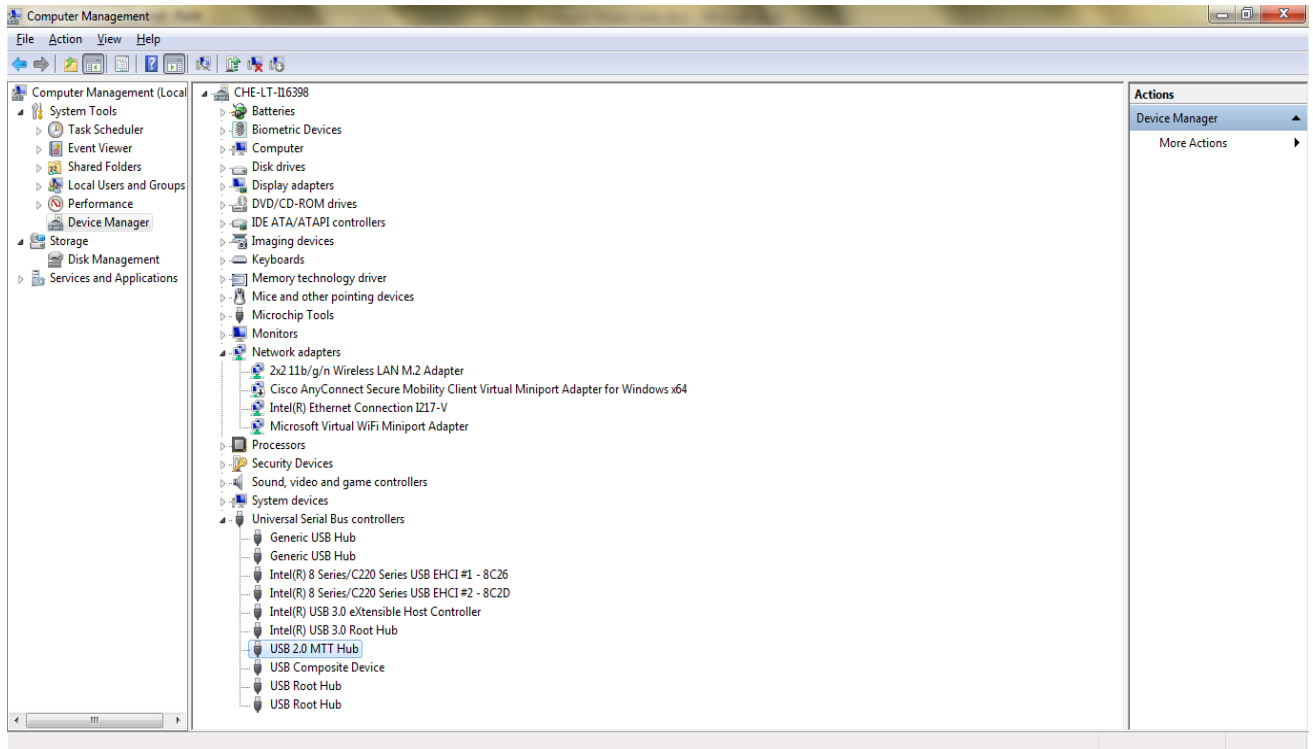 Computer Management
File Action View Help
Computer Management (Local
System Tools
Task Scheduler
Event Viewer
Shared Folders
Local Users and Groups
Performance
Device Manager
Storage
Disk Management
Services and Applications
CHE-LT-I16398
Batteries
Biometric Devices
Computer
Disk drives
Display adapters
DVD/CD-ROM drives
IDE ATA/ATAPI controllers
Imaging devices
Keyboards
Memory technology driver
Mice and other pointing devices
Microchip Tools
Monitors
Network adapters
2x2 11b/g/n Wireless LAN M.2 Adapter
Cisco AnyConnect Secure Mobility Client Virtual Miniport Adapter for Windows x64
Intel(R) Ethernet Connection I217-V
Microsoft Virtual WiFi Miniport Adapter
Processors
Security Devices
Sound, video and game controllers
System devices
Universal Serial Bus controllers
Generic USB Hub
Generic USB Hub
Intel(R) 8 Series/C220 Series USB EHCI #1 - 8C26
Intel(R) 8 Series/C220 Series USB EHCI #2 - 8C2D
Intel(R) USB 3.0 eXtensible Host Controller
Intel(R) USB 3.0 Root Hub
USB 2.0 MTT Hub
USB Composite Device
USB Root Hub
USB Root Hub
Actions
Device Manager
More Actions